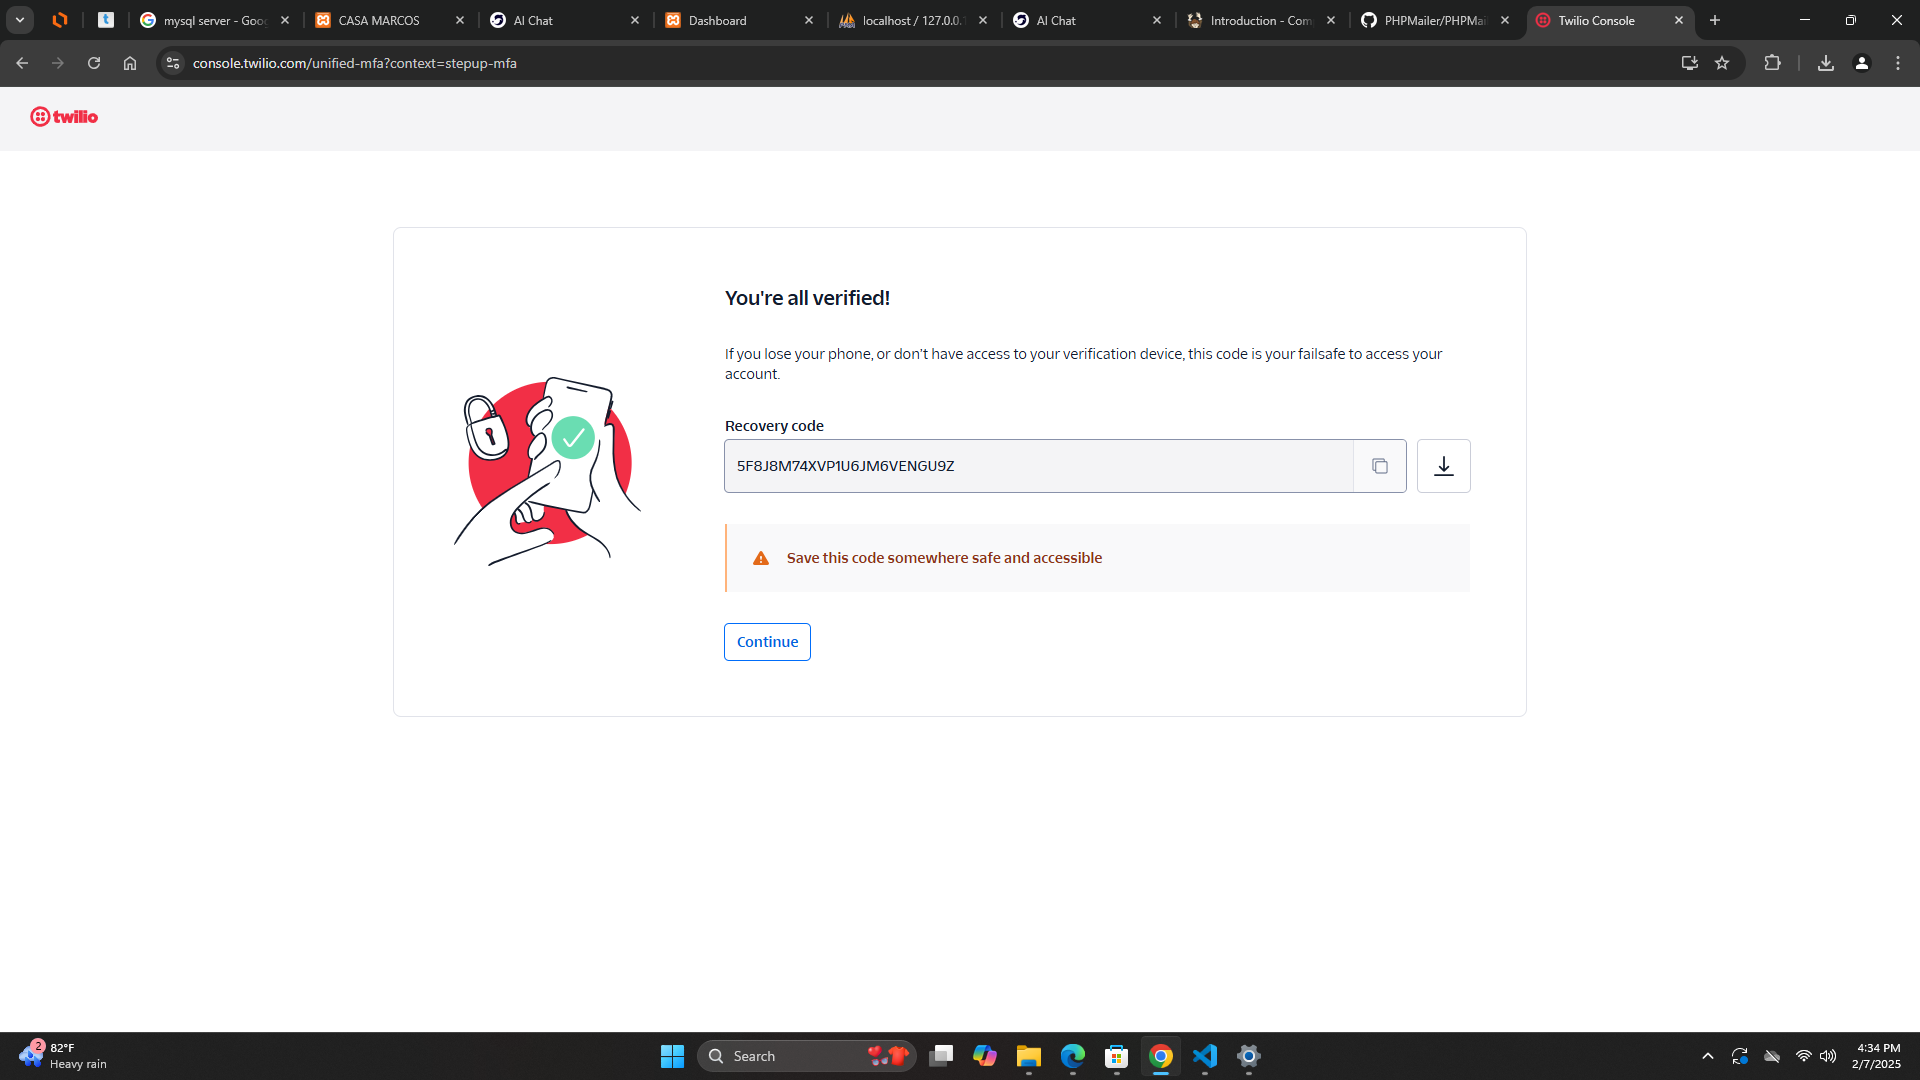 mysql server - Goo
CASA MARCOS
AI Chat
Dashboard
localhost / 127.0.0.1
AI Chat
Introduction - Com
PHPMailer/PHPMai
Twilio Console
console.twilio.com/unified-mfa?context=stepup-mfa
twilio
You're all verified!
If you lose your phone, or don't have access to your verification device, this code is your failsafe to access your
account.
Recovery code
5F8J8M74XVP1U6JM6VENGU9Z
Save this code somewhere safe and accessible
Continue
2
82°F
Heavy rain
Search
4:34 PM
2/7/2025